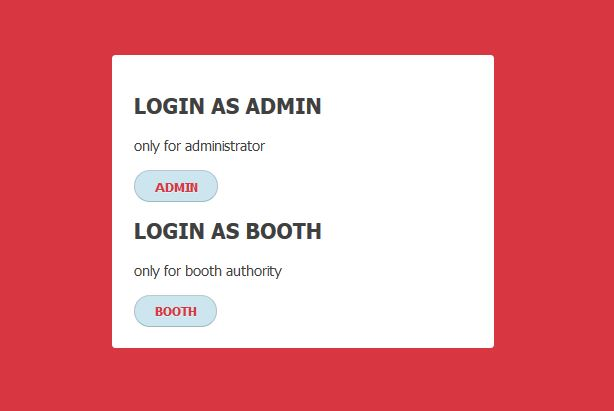 LOGIN AS ADMIN
only for administrator
ADMIN
LOGIN AS BOOTH
only for booth authority
BOOTH